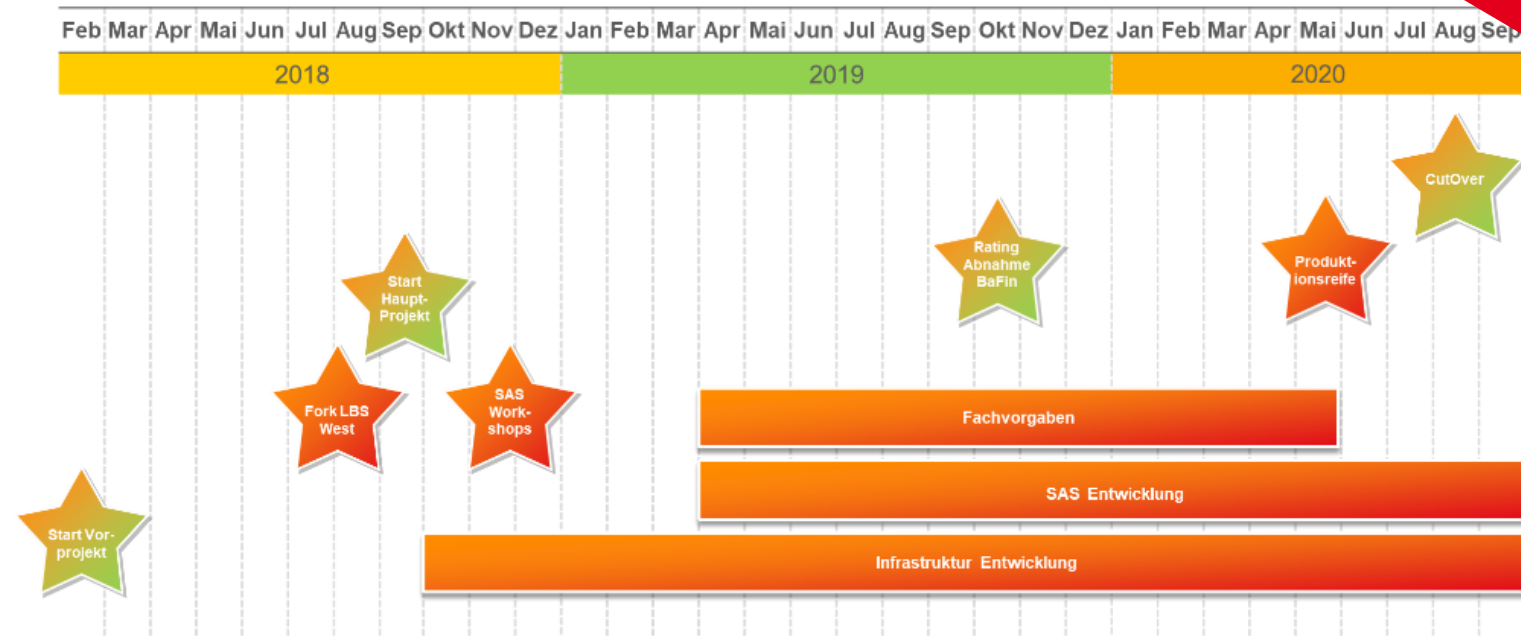 Feb Mar Apr Mai Jun Jul Aug Sep Okt Nov Dez Jan Feb Mar Apr Mai Jun Jul Aug Sep Okt Nov Dez Jan Feb Mar Apr Mai Jun Jul Aug Sep
2018 2019 2020
CutOver
Rating
Abnahme
BaFin
Produkt-
ionsreife
Start
Haupt-
Projekt
Fork LBS
West
SAS
Work-
shops
Fachvorgaben
SAS Entwicklung
Start Vor-
projekt
Infrastruktur Entwicklung